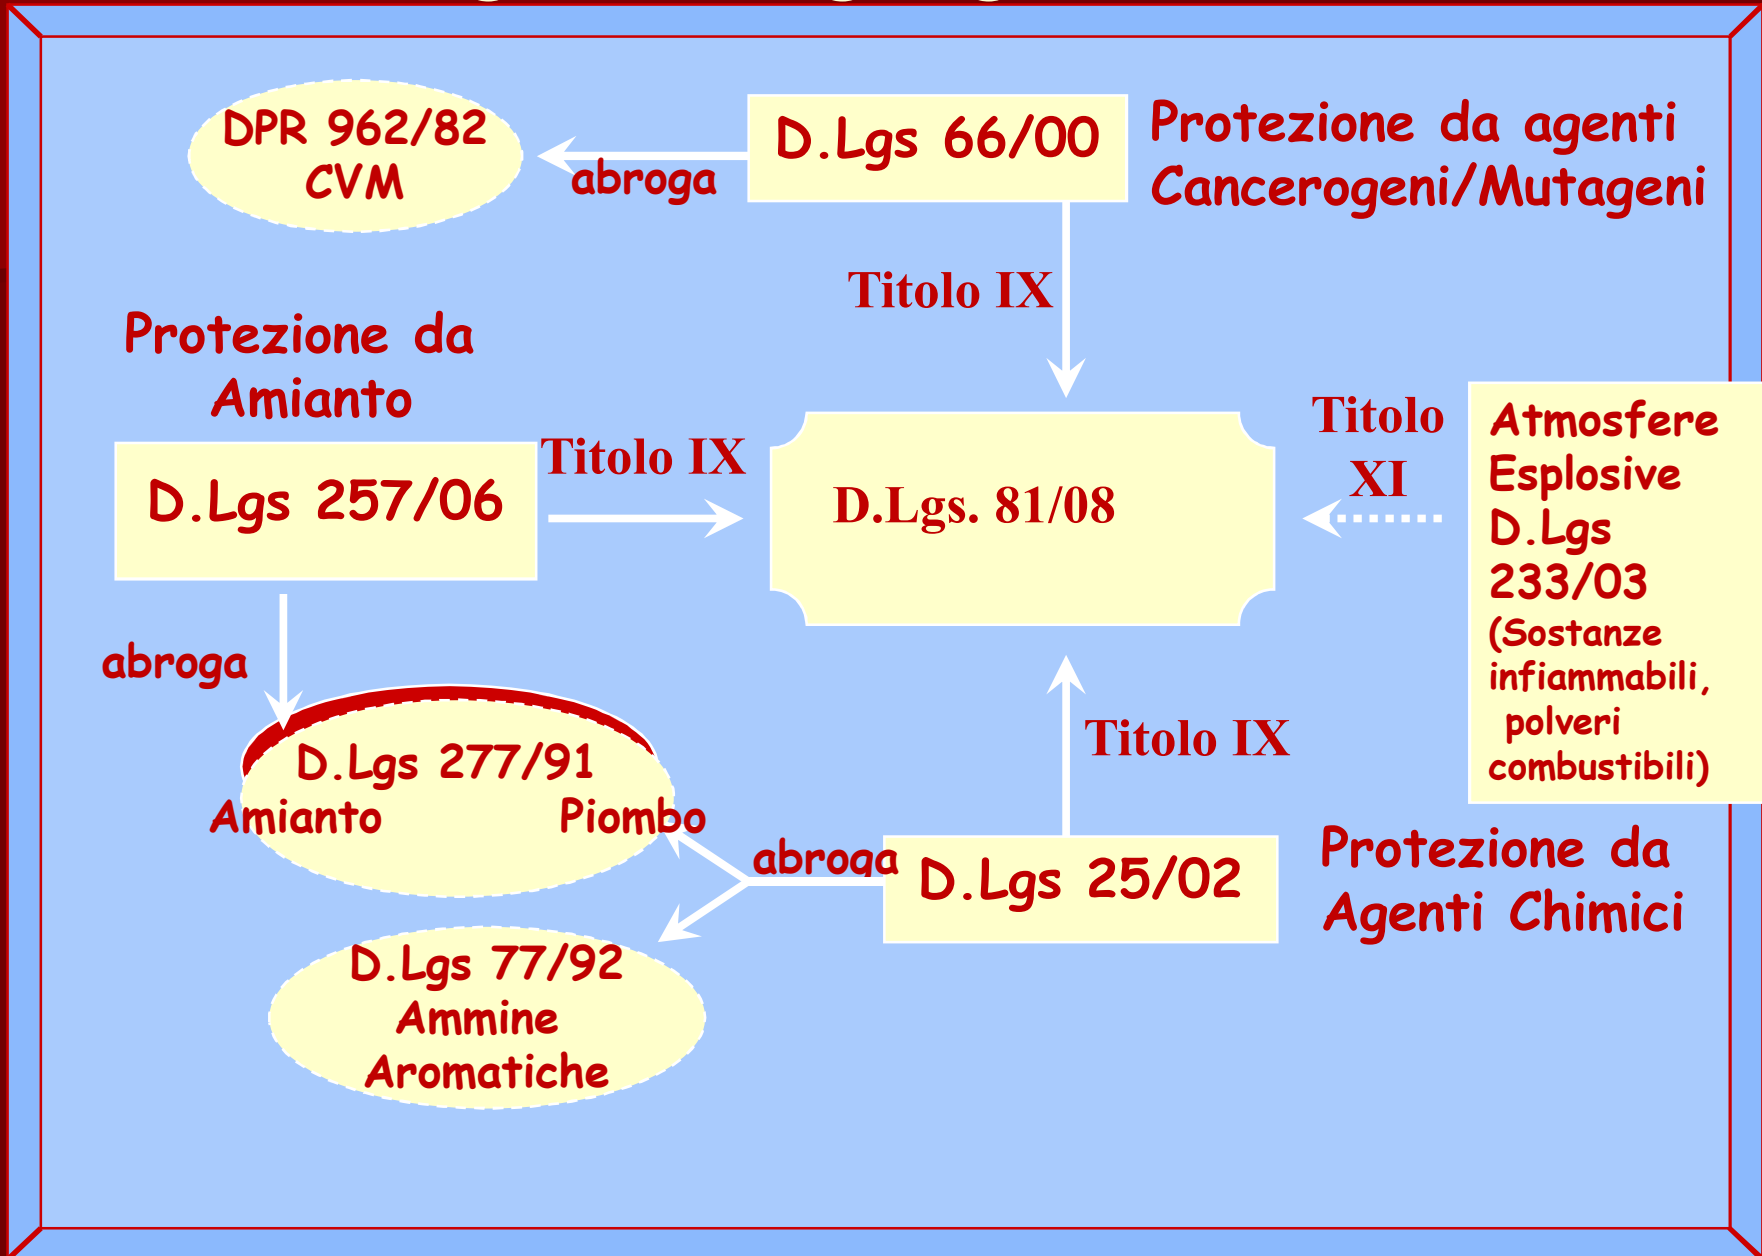 DPR 962/82
CVM
abroga
D.Lgs 66/00
Protezione da agenti
Cancerogeni/Mutageni
Titolo IX
Protezione da
Amianto
D.Lgs 257/06
Titolo IX
D.Lgs. 81/08
Titolo
XI
Atmosfere
Esplosive
D.Lgs
233/03
(Sostanze
infiammabili,
polveri
combustibili)
abroga
D.Lgs 277/91
Amianto Piombo
Titolo IX
abroga
D.Lgs 25/02
Protezione da
Agenti Chimici
D.Lgs 77/92
Ammine
Aromatiche